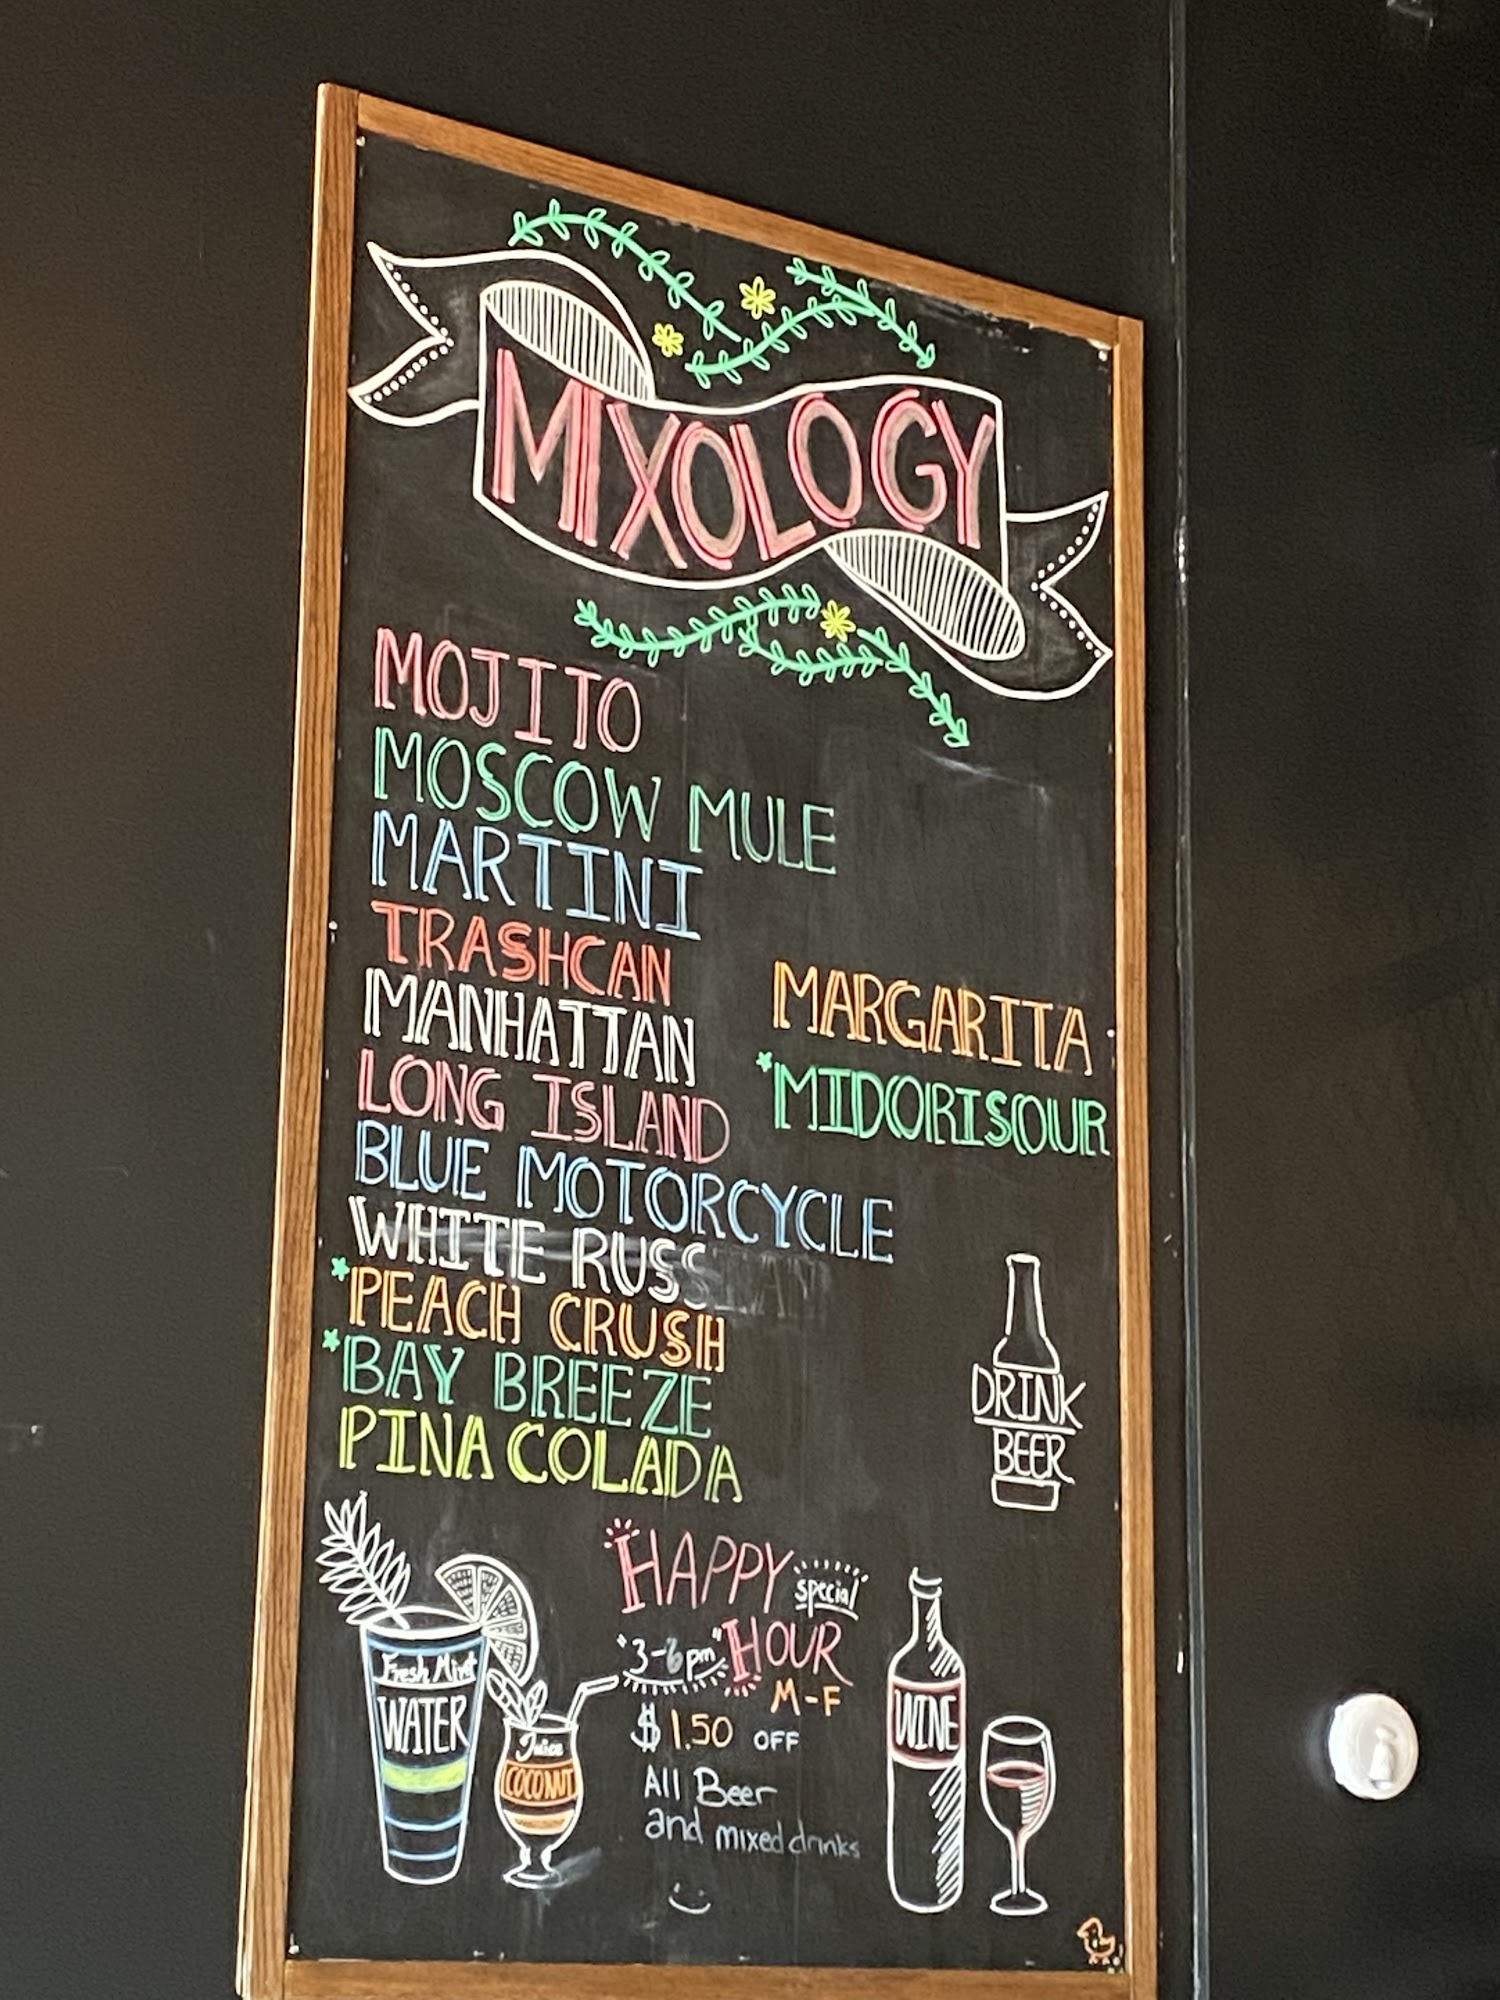 MIXOLOGY
MOJITO
MOSCOW MULE
MARTINI
TRASHCAN
MANHATTAN
LONG ISLAND
BLUE MOTORCYCLE
WHITE RUSS
*PEACH CRUSH
*BAY BREEZE
PINA COLADA
MARGARITA
*MIDORISOUR
DRINK
BEER
HAPPY special
"3-6pm" HOUR
M-F
$1.50 OFF
All Beer
and mixed drinks
Fresh Mint
WATER
Juice
COCONUT
WINE